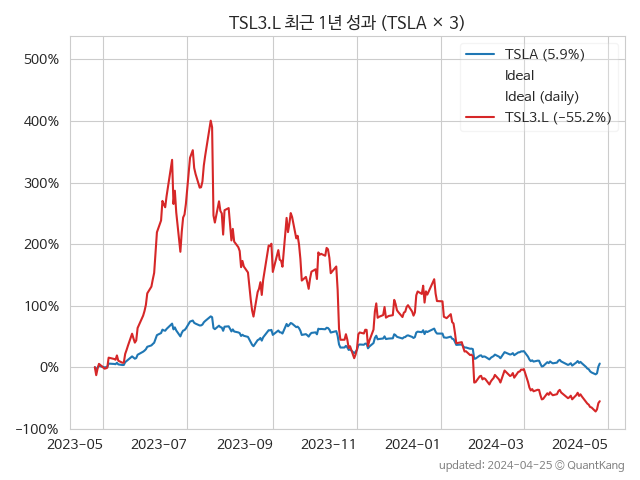 TSL3.L 최근 1년 성과 (TSLA × 3)
500%
400%
300%
200%
100%
0%
−100%
2023-05
2023-07
2023-09
2023-11
2024-01
2024-03
2024-05
TSLA (5.9%)
Ideal
Ideal (daily)
TSL3.L (−55.2%)
updated: 2024-04-25 © QuantKang